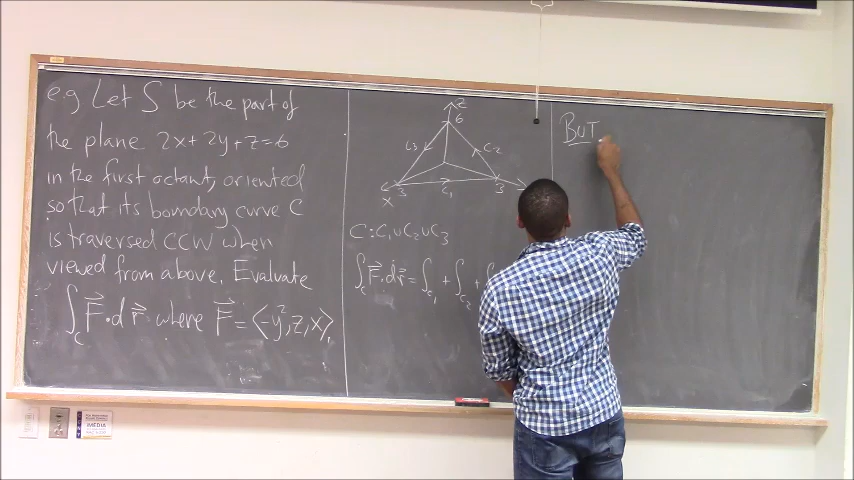 e.g Let S be the part of
the plane 2x+2y+z=6
in the first octant, oriented
so that its boundary curve C
is traversed CCW when
viewed from above. Evaluate
∫_C F⃗·dr⃗ where F⃗ = ⟨-y², z, x⟩
z
6
C3
C2
3
C1
3
x
C: C₁∪C₂∪C₃
∫_C F⃗·dr⃗ = ∫_C₁ + ∫_C₂ + ∫
BUT
MEDIA